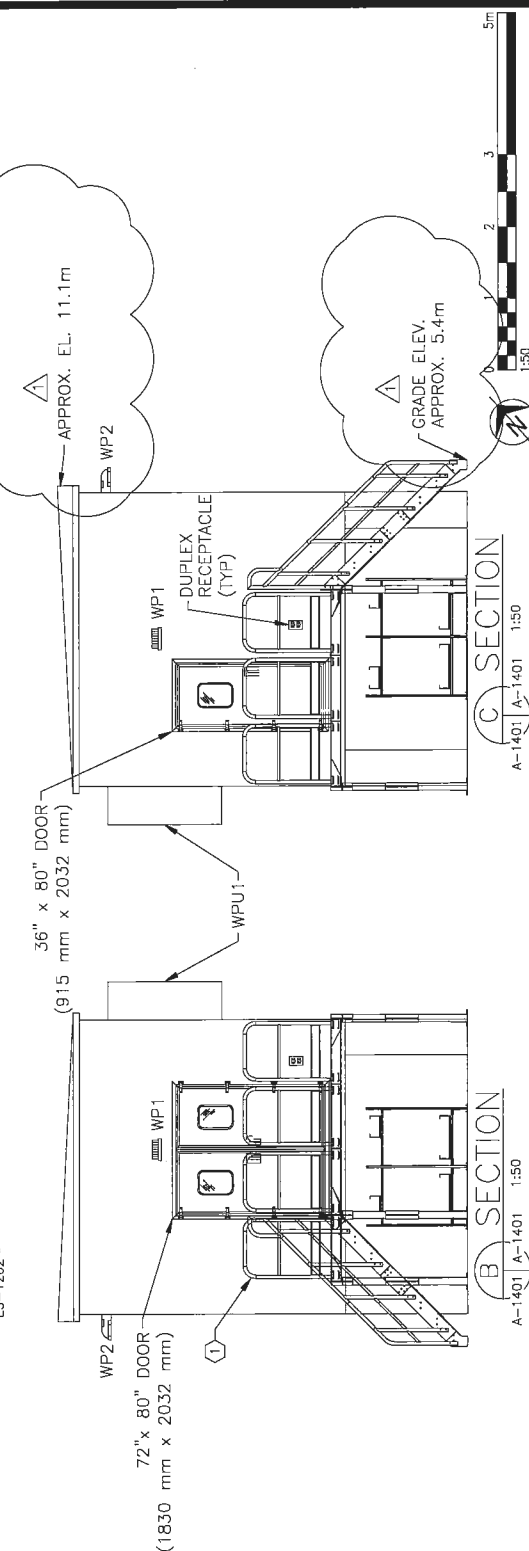 72"x 80" DOOR
(1830 mm x 2032 mm)
WP2
WP1
1
B SECTION
A-1401 A-1401 1:50
WPU1
36" x 80" DOOR
(915 mm x 2032 mm)
WP1
DUPLEX
RECEPTACLE
(TYP)
WP2
1
APPROX. EL. 11.1m
1
GRADE ELEV.
APPROX. 5.4m
C SECTION
A-1401 A-1401 1:50
N
0 1 2 3 5m
1:50